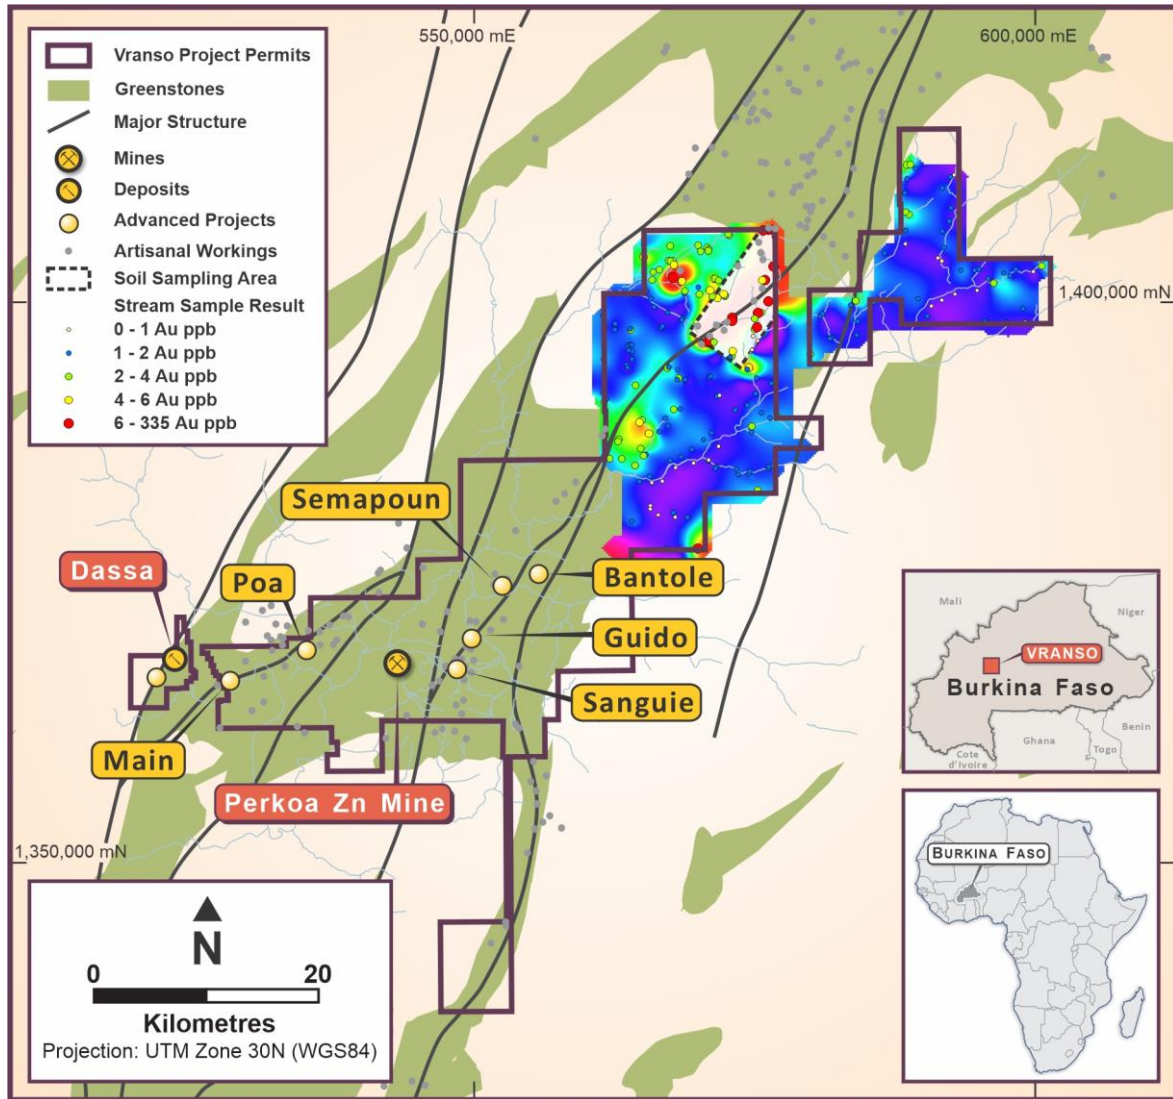 550,000 mE
600,000 mE
Vranso Project Permits
Greenstones
Major Structure
Mines
Deposits
Advanced Projects
Artisanal Workings
Soil Sampling Area
Stream Sample Result
0 - 1 Au ppb
1 - 2 Au ppb
2 - 4 Au ppb
4 - 6 Au ppb
6 - 335 Au ppb
1,400,000 mN
Semapoun
Dassa
Poa
Bantole
Guido
Sanguie
Main
Perkoa Zn Mine
1,350,000 mN
N
0 20
Kilometres
Projection: UTM Zone 30N (WGS84)
Mali
Niger
VRANSO
Burkina Faso
Benin
Ghana
Togo
Cote
d'Ivoire
BURKINA FASO